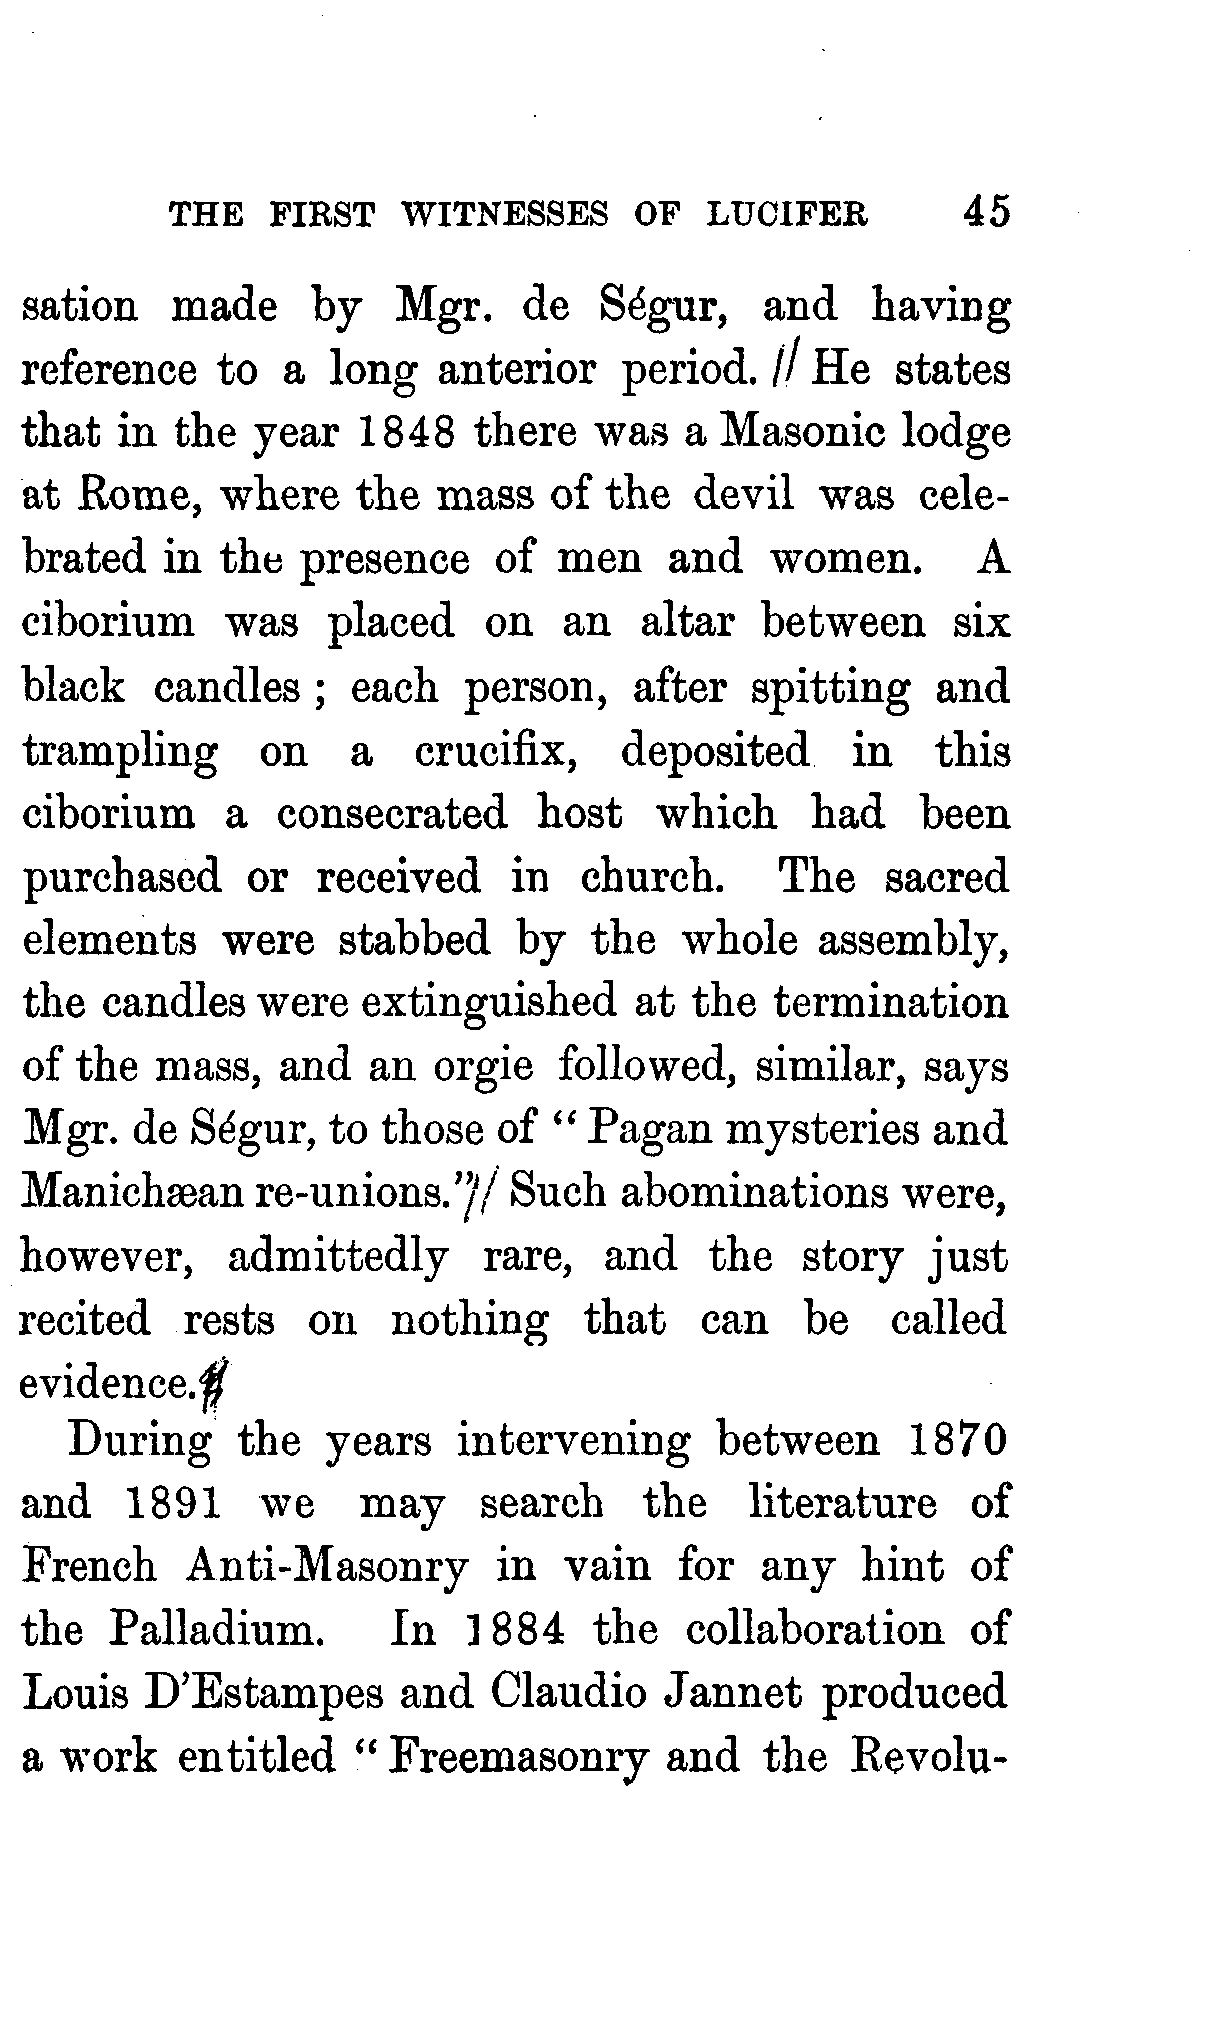 THE FIRST WITNESSES OF LUCIFER 45
sation made by Mgr. de Ségur, and having
reference to a long anterior period. // He states
that in the year 1848 there was a Masonic lodge
at Rome, where the mass of the devil was cele-
brated in the presence of men and women. A
ciborium was placed on an altar between six
black candles ; each person, after spitting and
trampling on a crucifix, deposited in this
ciborium a consecrated host which had been
purchased or received in church. The sacred
elements were stabbed by the whole assembly,
the candles were extinguished at the termination
of the mass, and an orgie followed, similar, says
Mgr. de Ségur, to those of “ Pagan mysteries and
Manichæan re-unions.” // Such abominations were,
however, admittedly rare, and the story just
recited rests on nothing that can be called
evidence.
During the years intervening between 1870
and 1891 we may search the literature of
French Anti-Masonry in vain for any hint of
the Palladium. In 1884 the collaboration of
Louis D’Estampes and Claudio Jannet produced
a work entitled “ Freemasonry and the Revolu-